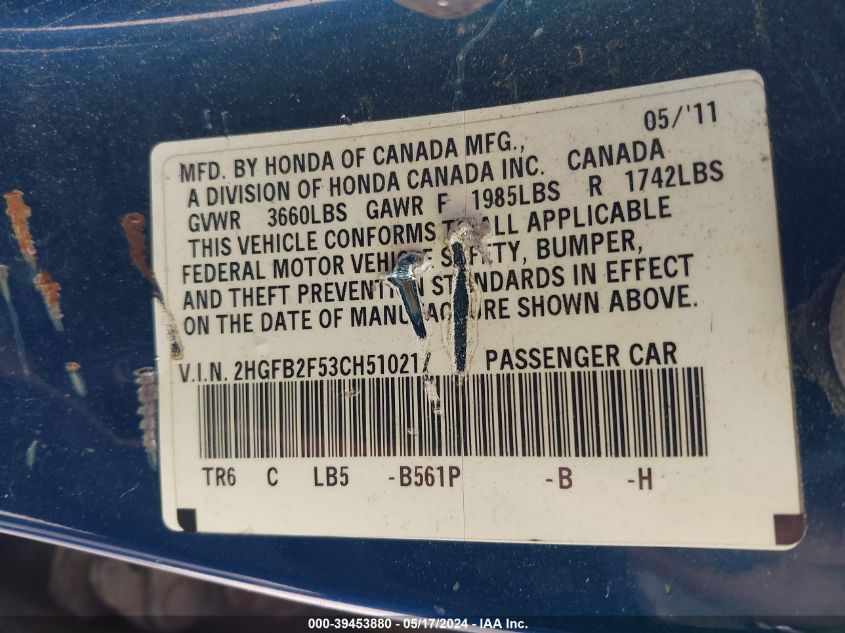 05/'11
MFD. BY HONDA OF CANADA MFG.,
A DIVISION OF HONDA CANADA INC. CANADA
GVWR 3660LBS GAWR F 1985LBS R 1742LBS
THIS VEHICLE CONFORMS TO ALL APPLICABLE
FEDERAL MOTOR VEHICLE SAFETY, BUMPER,
AND THEFT PREVENTION STANDARDS IN EFFECT
ON THE DATE OF MANUFACTURE SHOWN ABOVE.
V.I.N. 2HGFB2F53CH51021 PASSENGER CAR
TR6 C LB5 -B561P -B -H
000-39453880 - 05/17/2024 - IAA Inc.